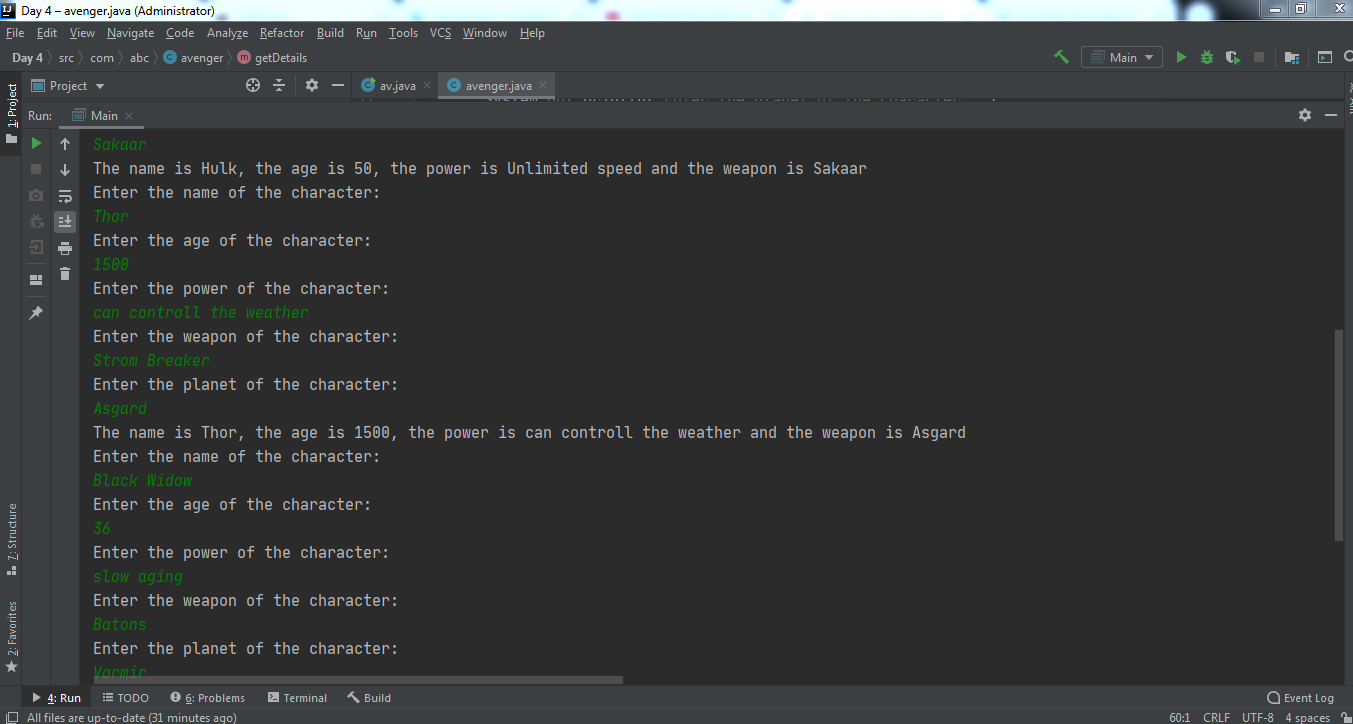 Day 4 – avenger.java (Administrator)
File Edit View Navigate Code Analyze Refactor Build Run Tools VCS Window Help
Day 4 src com abc avenger getDetails Main
Project av.java avenger.java
Run: Main
1: Project
Sakaar
The name is Hulk, the age is 50, the power is Unlimited speed and the weapon is Sakaar
Enter the name of the character:
Thor
Enter the age of the character:
1500
Enter the power of the character:
can controll the weather
Enter the weapon of the character:
Strom Breaker
Enter the planet of the character:
Asgard
The name is Thor, the age is 1500, the power is can controll the weather and the weapon is Asgard
Enter the name of the character:
Black Widow
Enter the age of the character:
36
Enter the power of the character:
slow aging
Enter the weapon of the character:
Batons
Enter the planet of the character:
Vormir
7: Structure
2: Favorites
4: Run TODO 6: Problems Terminal Build Event Log
All files are up-to-date (31 minutes ago) 60:1 CRLF UTF-8 4 spaces